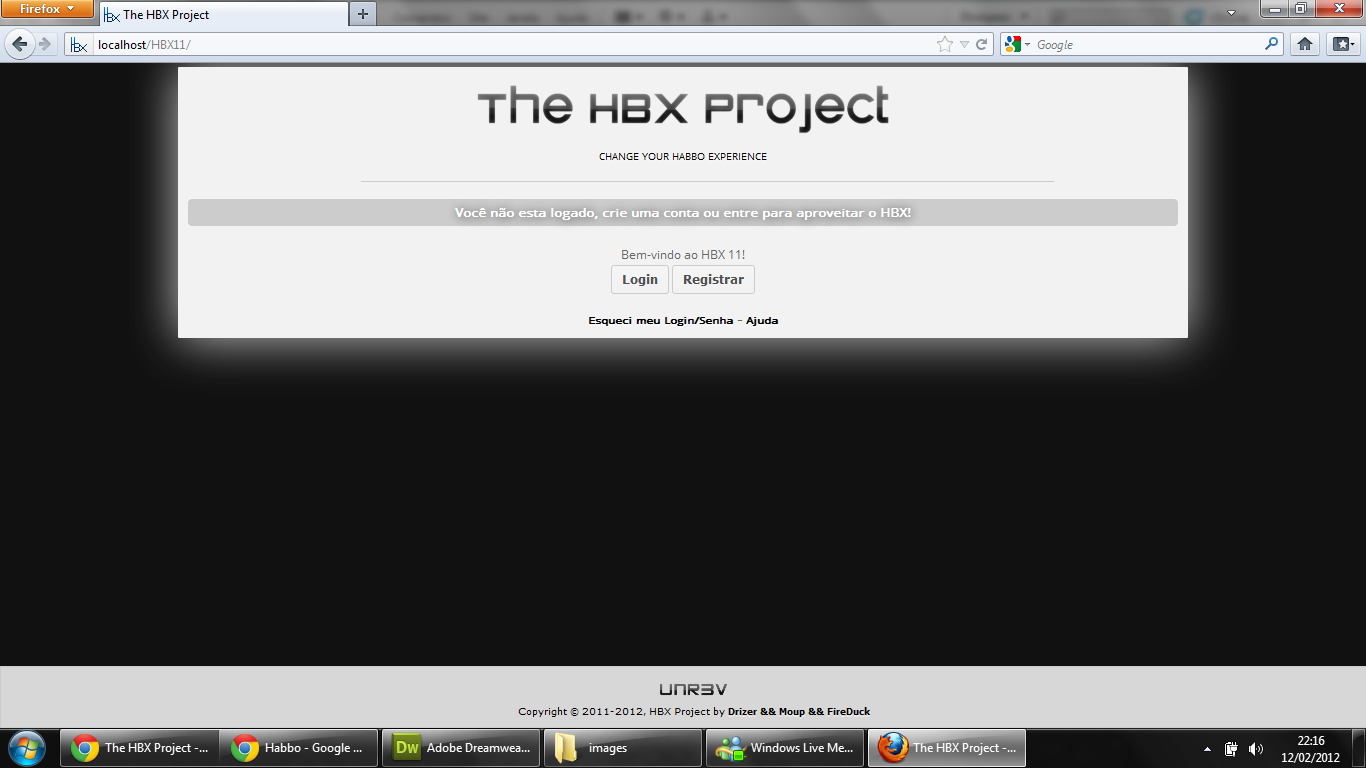 Firefox
The HBX Project
localhost/HBX11/
Google
The HBX Project
CHANGE YOUR HABBO EXPERIENCE
Você não esta logado, crie uma conta ou entre para aproveitar o HBX!
Bem-vindo ao HBX 11!
Login Registrar
Esqueci meu Login/Senha - Ajuda
UNR3V
Copyright © 2011-2012, HBX Project by Drizer && Moup && FireDuck
The HBX Project -... Habbo - Google ... Dw Adobe Dreamwea... images Windows Live Me... The HBX Project -... 22:16
12/02/2012